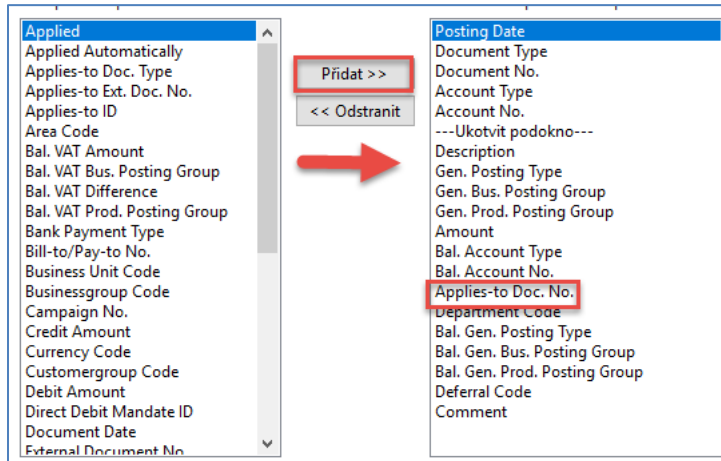 Applied
Applied Automatically
Applies-to Doc. Type
Applies-to Ext. Doc. No.
Applies-to ID
Area Code
Bal. VAT Amount
Bal. VAT Bus. Posting Group
Bal. VAT Difference
Bal. VAT Prod. Posting Group
Bank Payment Type
Bill-to/Pay-to No.
Business Unit Code
Businessgroup Code
Campaign No.
Credit Amount
Currency Code
Customergroup Code
Debit Amount
Direct Debit Mandate ID
Document Date
External Document No
Přidat >>
<< Odstranit
Posting Date
Document Type
Document No.
Account Type
Account No.
---Ukotvit podokno---
Description
Gen. Posting Type
Gen. Bus. Posting Group
Gen. Prod. Posting Group
Amount
Bal. Account Type
Bal. Account No.
Applies-to Doc. No.
Department Code
Bal. Gen. Posting Type
Bal. Gen. Bus. Posting Group
Bal. Gen. Prod. Posting Group
Deferral Code
Comment